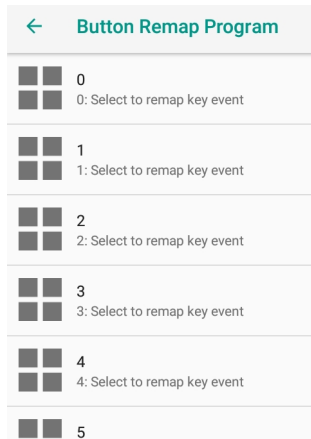 Button Remap Program
0
0: Select to remap key event
1
1: Select to remap key event
2
2: Select to remap key event
3
3: Select to remap key event
4
4: Select to remap key event
5